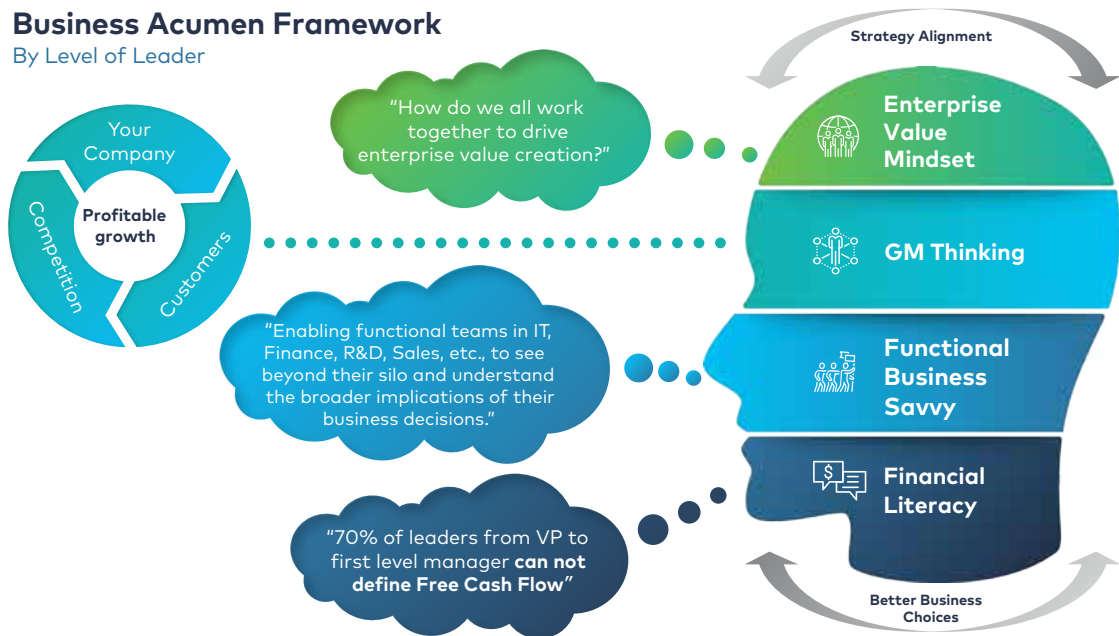 Business Acumen Framework
By Level of Leader
Your
Company
Customers
Competition
Profitable
growth
“How do we all work
together to drive
enterprise value creation?”
“Enabling functional teams in IT,
Finance, R&D, Sales, etc., to see
beyond their silo and understand
the broader implications of their
business decisions.”
“70% of leaders from VP to
first level manager can not
define Free Cash Flow”
Strategy Alignment
Enterprise
Value
Mindset
GM Thinking
Functional
Business
Savvy
$
Financial
Literacy
Better Business
Choices